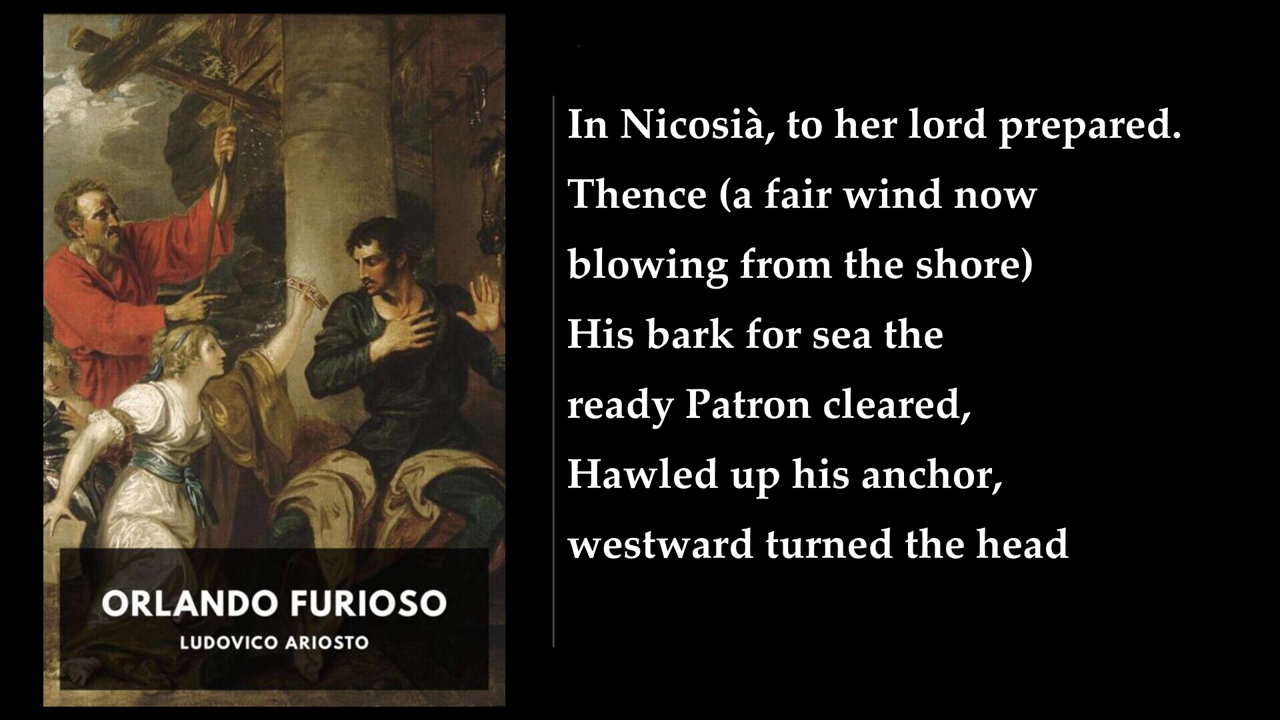 In Nicosià, to her lord prepared.
Thence (a fair wind now
blowing from the shore)
His bark for sea the
ready Patron cleared,
Hawled up his anchor,
westward turned the head
ORLANDO FURIOSO
LUDOVICO ARIOSTO